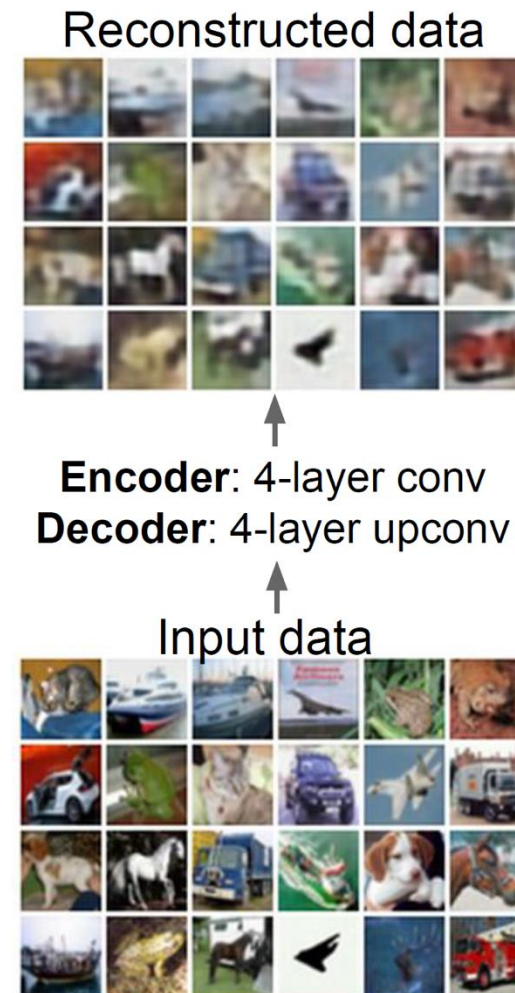 Reconstructed data
Encoder: 4-layer conv
Decoder: 4-layer upconv
Input data